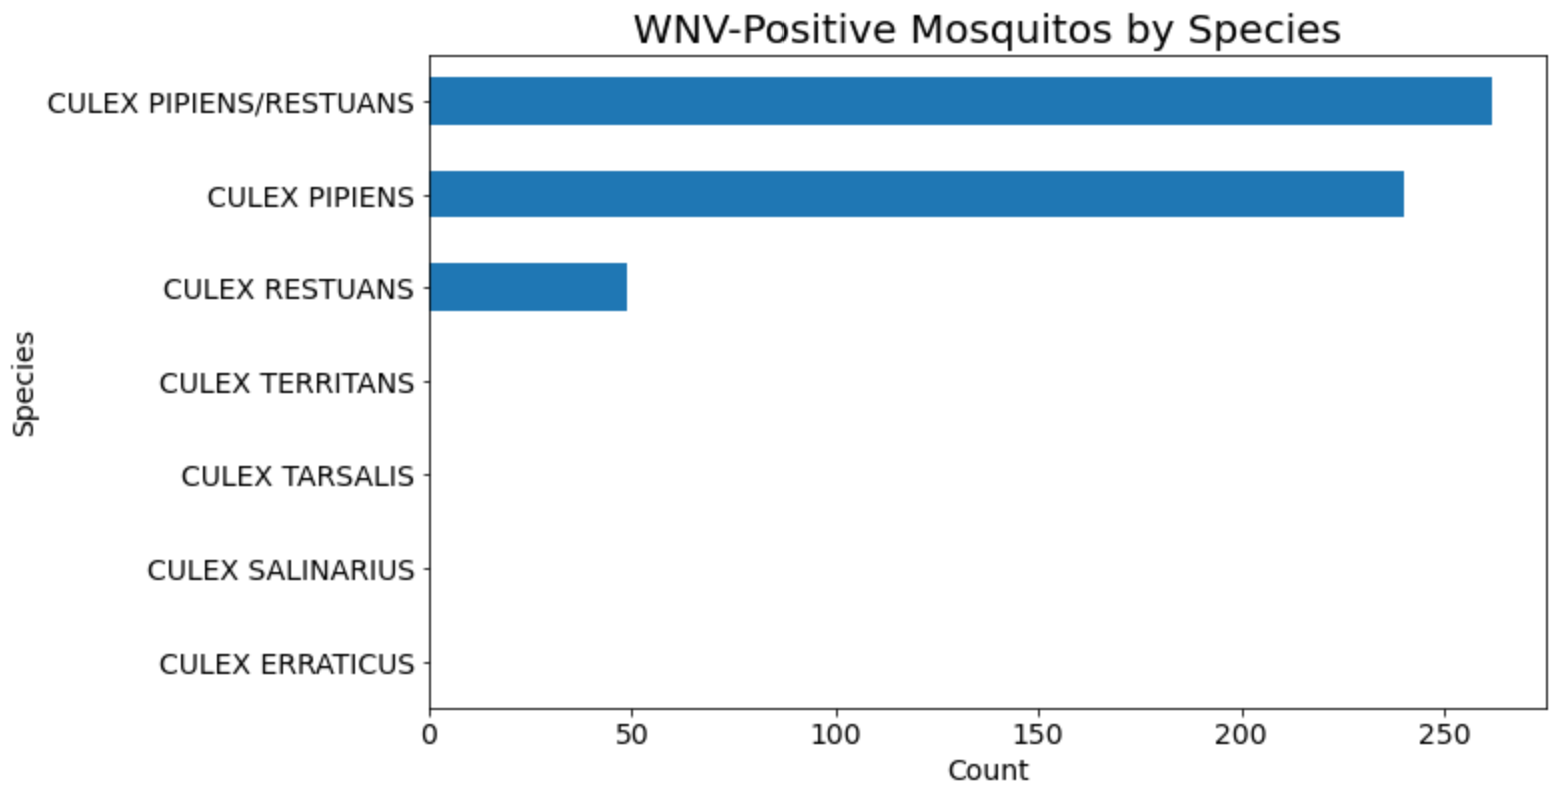 WNV-Positive Mosquitos by Species
CULEX PIPIENS/RESTUANS
CULEX PIPIENS
CULEX RESTUANS
CULEX TERRITANS
CULEX TARSALIS
CULEX SALINARIUS
CULEX ERRATICUS
Species
0 50 100 150 200 250
Count